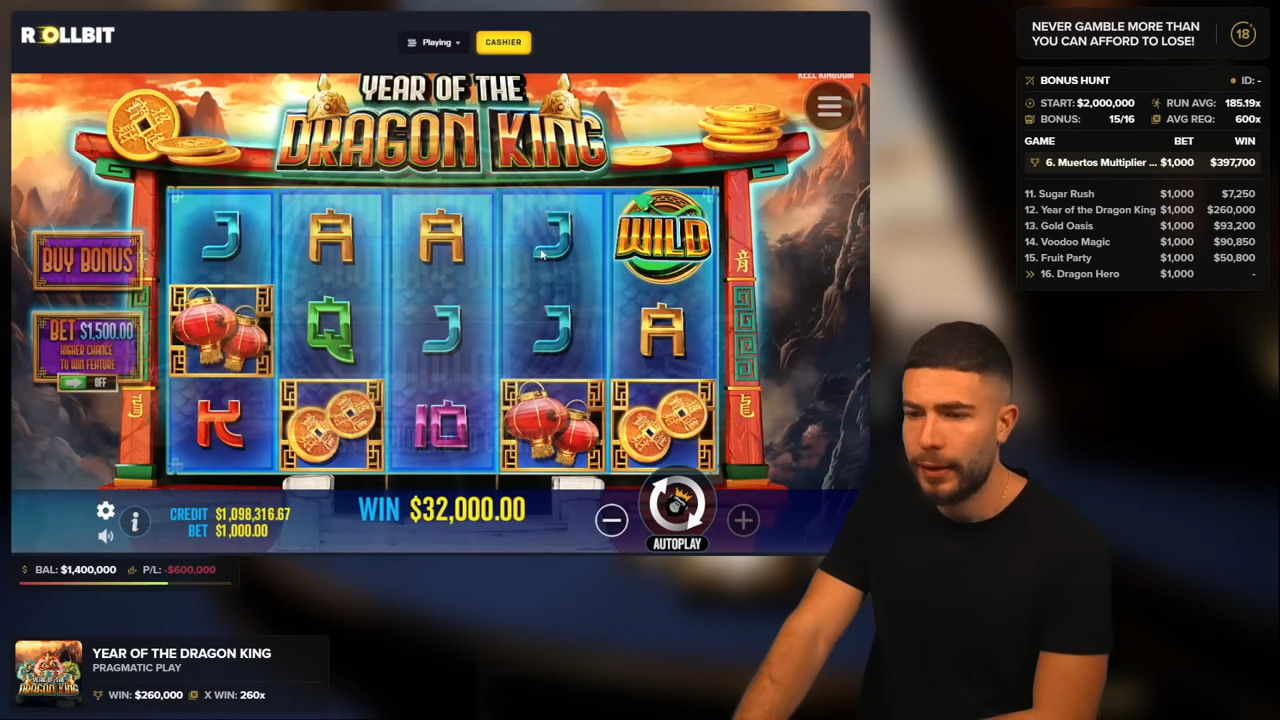 ROLLBIT
Playing
CASHIER
REEL KINGDOM
YEAR OF THE
DRAGON KING
J
A
A
J
WILD
Q
J
J
A
K
10
BUY BONUS
BET $1,500.00
HIGHER CHANCE
TO WIN FEATURE
OFF
CREDIT $1,098,316.67
BET $1,000.00
WIN $32,000.00
AUTOPLAY
BAL: $1,400,000 P/L: -$600,000
YEAR OF THE DRAGON KING
PRAGMATIC PLAY
WIN: $260,000 X WIN: 260x
NEVER GAMBLE MORE THAN
YOU CAN AFFORD TO LOSE!
18+
BONUS HUNT ID: -
START: $2,000,000 RUN AVG: 185.19x
BONUS: 15/16 AVG REQ: 600x
GAME BET WIN
6. Muertos Multiplier ... $1,000 $397,700
11. Sugar Rush $1,000 $7,250
12. Year of the Dragon King $1,000 $260,000
13. Gold Oasis $1,000 $93,200
14. Voodoo Magic $1,000 $90,850
15. Fruit Party $1,000 $50,800
16. Dragon Hero $1,000 -